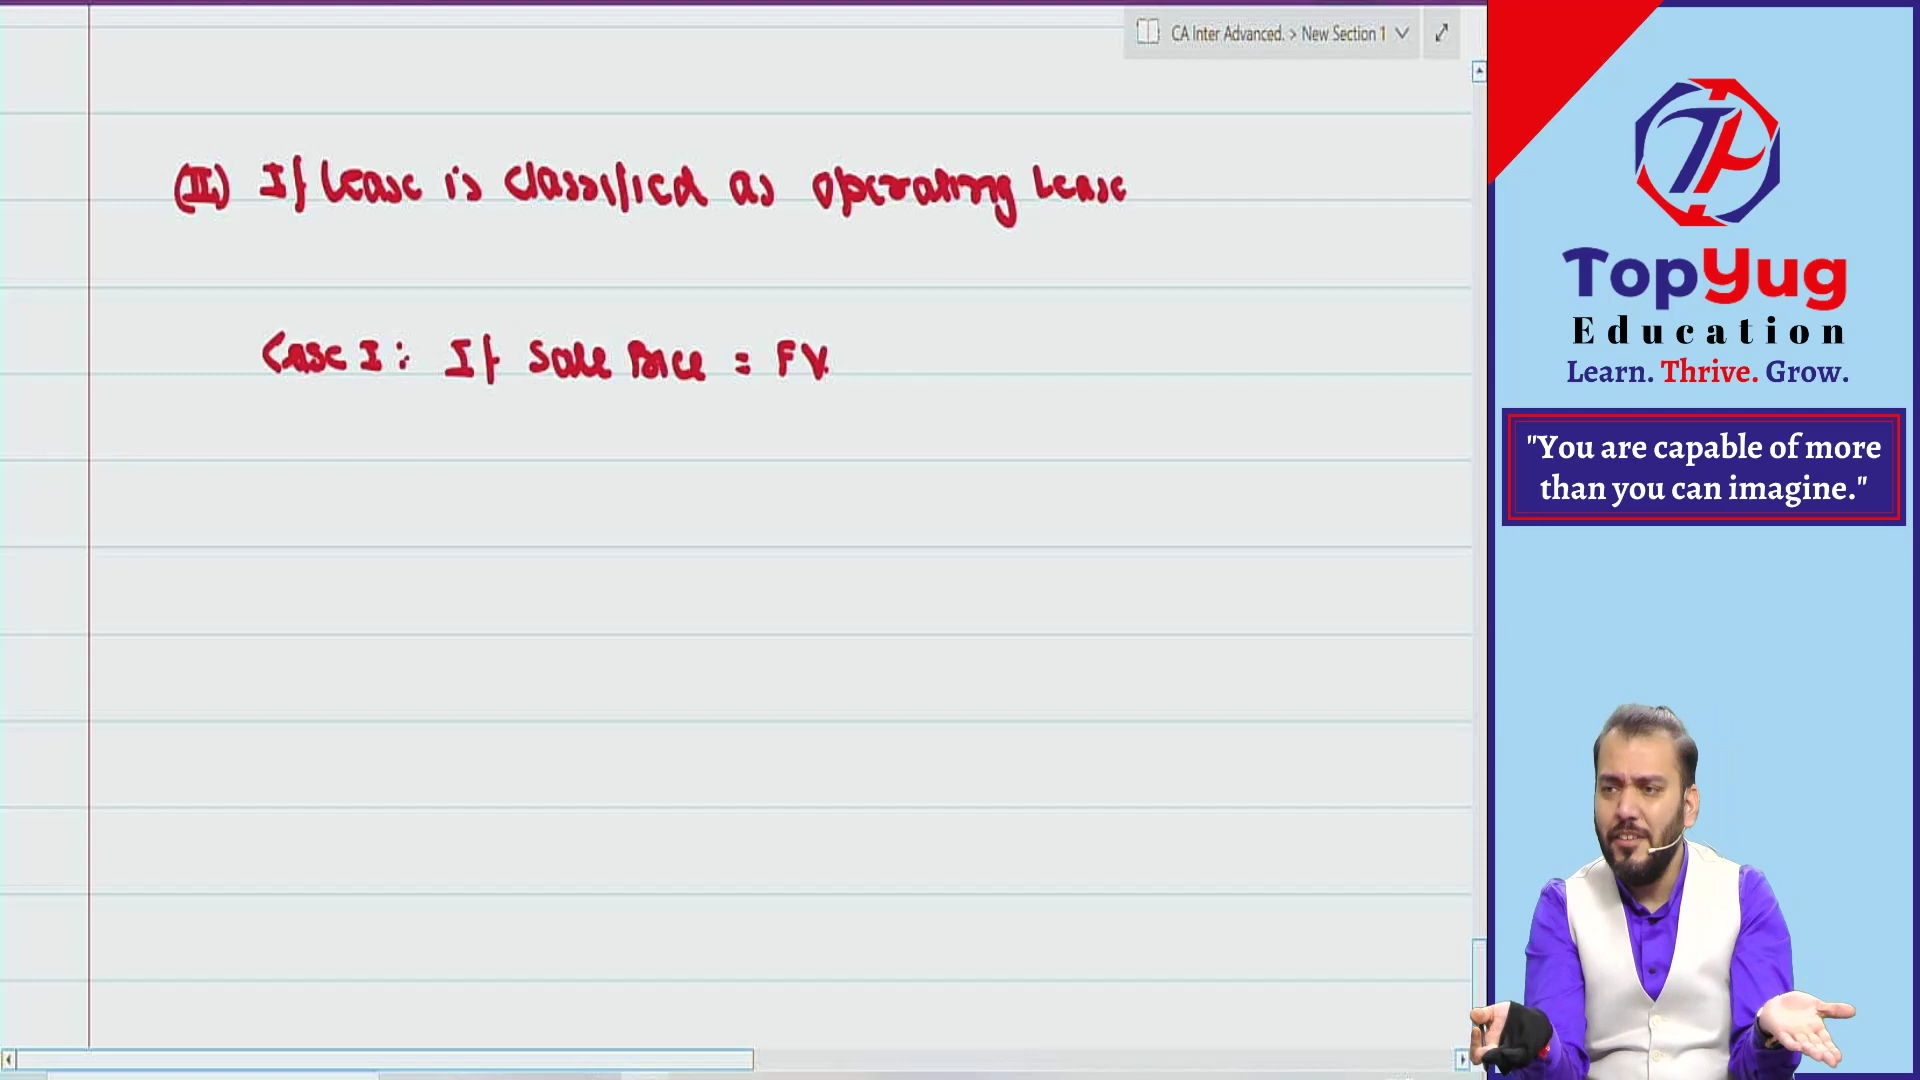 CA Inter Advanced. > New Section 1
(II) If lease is classified as operating lease
Case I : If Sale Price = FV.
TopYug
Education
Learn. Thrive. Grow.
"You are capable of more
than you can imagine."